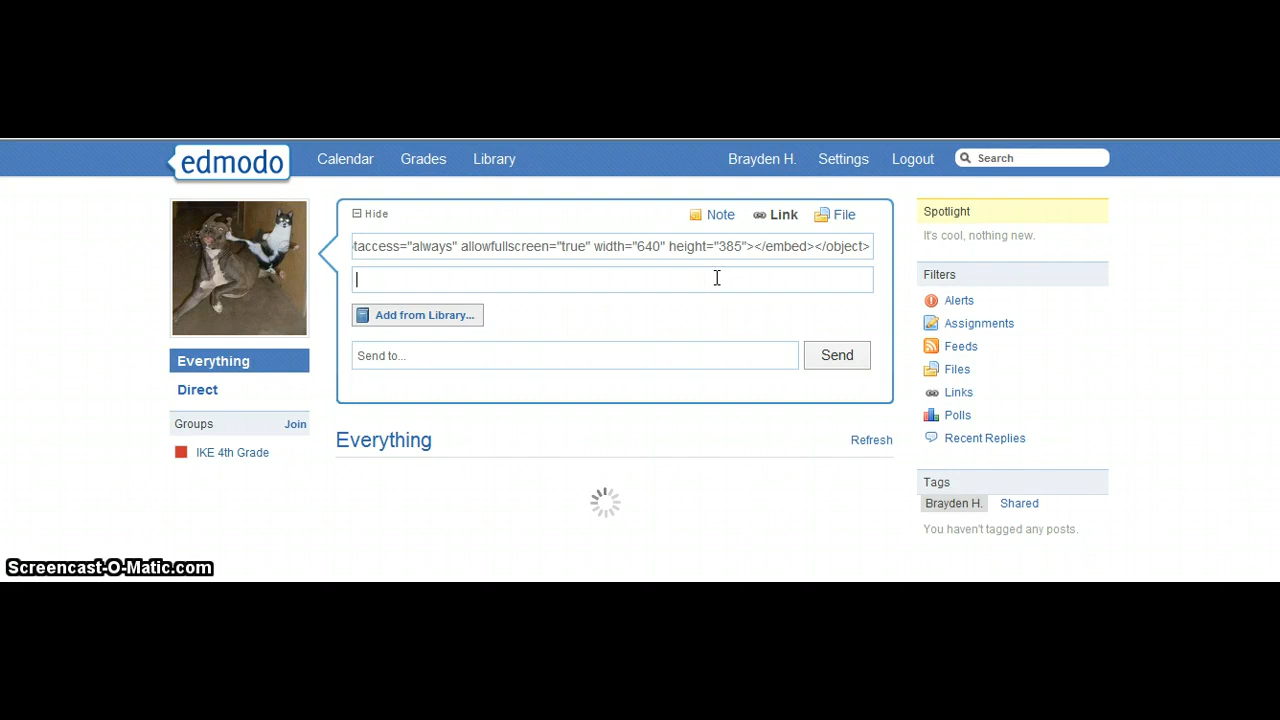 edmodo
Calendar Grades Library
Brayden H. Settings Logout Search
Hide
Note Link File
taccess="always" allowfullscreen="true" width="640" height="385"></embed></object>
Add from Library...
Send to... Send
Everything
Direct
Groups Join
IKE 4th Grade
Everything Refresh
Spotlight
It's cool, nothing new.
Filters
Alerts
Assignments
Feeds
Files
Links
Polls
Recent Replies
Tags
Brayden H. Shared
You haven't tagged any posts.
Screencast-O-Matic.com